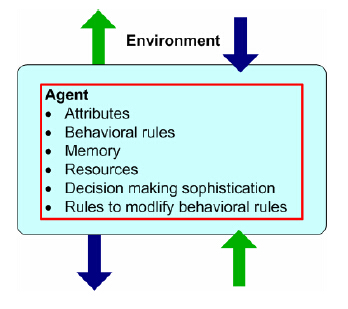 Environment
Agent
• Attributes
• Behavioral rules
• Memory
• Resources
• Decision making sophistication
• Rules to modlify behavioral rules